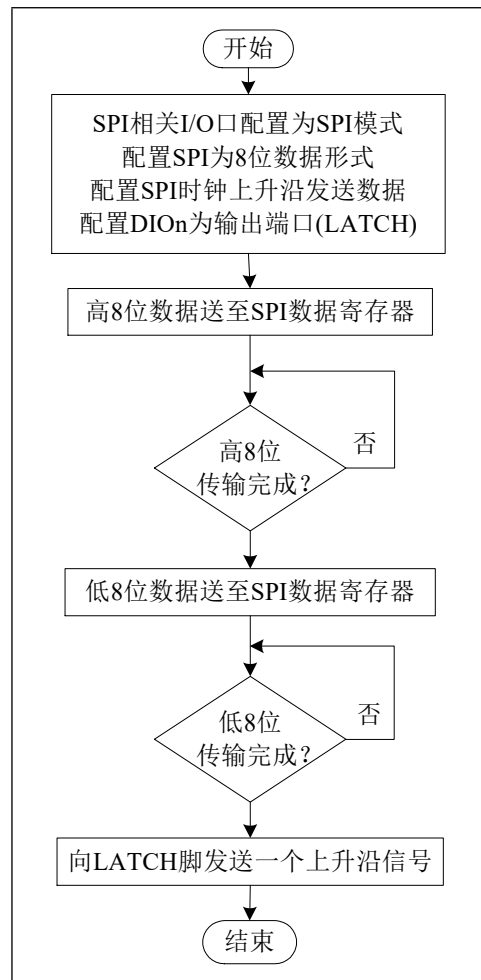 开始
SPI相关I/O口配置为SPI模式
配置SPI为8位数据形式
配置SPI时钟上升沿发送数据
配置DIOn为输出端口(LATCH)
高8位数据送至SPI数据寄存器
高8位
传输完成？
否
低8位数据送至SPI数据寄存器
低8位
传输完成？
否
向LATCH脚发送一个上升沿信号
结束